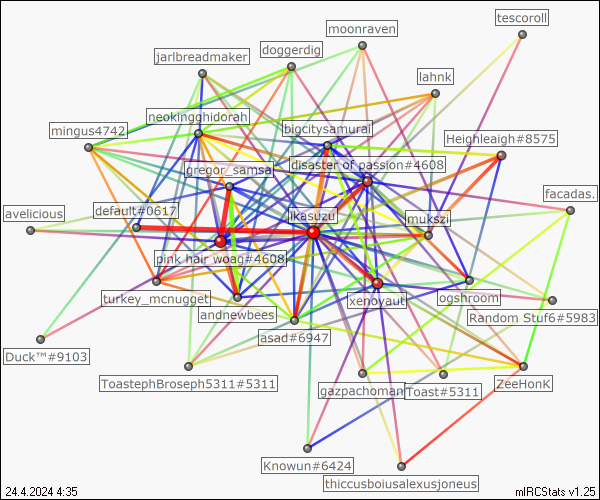 tescoroll
moonraven
doggerdig
jarlbreadmaker
lahnk
neokingghidorah
mingus4742
bigcitysamurai
Heighleaigh#8575
disaster of passion#4608
gregor_samsa
facadas.
avelicious
default#0617
ikasuzu
mukszi
pink hair woag#4608
turkey_mcnugget
andnewbees
xenoyaut
ogshroom
Random Stuf6#5983
asad#6947
Duck™#9103
ToastephBroseph5311#5311
gazpachoman
Toast#5311
ZeeHonK
Knowun#6424
thiccusboiusalexusjoneus
24.4.2024 4:35
mIRCStats v1.25